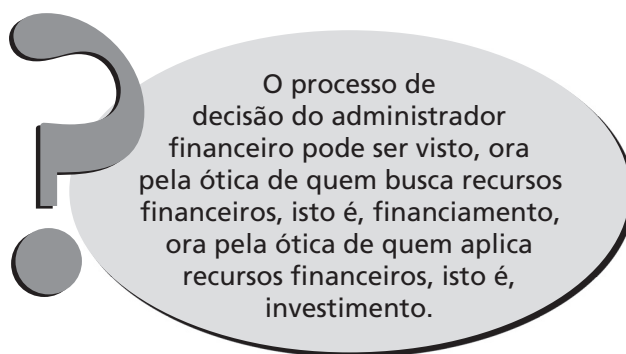 O processo de
decisão do administrador
financeiro pode ser visto, ora
pela ótica de quem busca recursos
financeiros, isto é, financiamento,
ora pela ótica de quem aplica
recursos financeiros, isto é,
investimento.